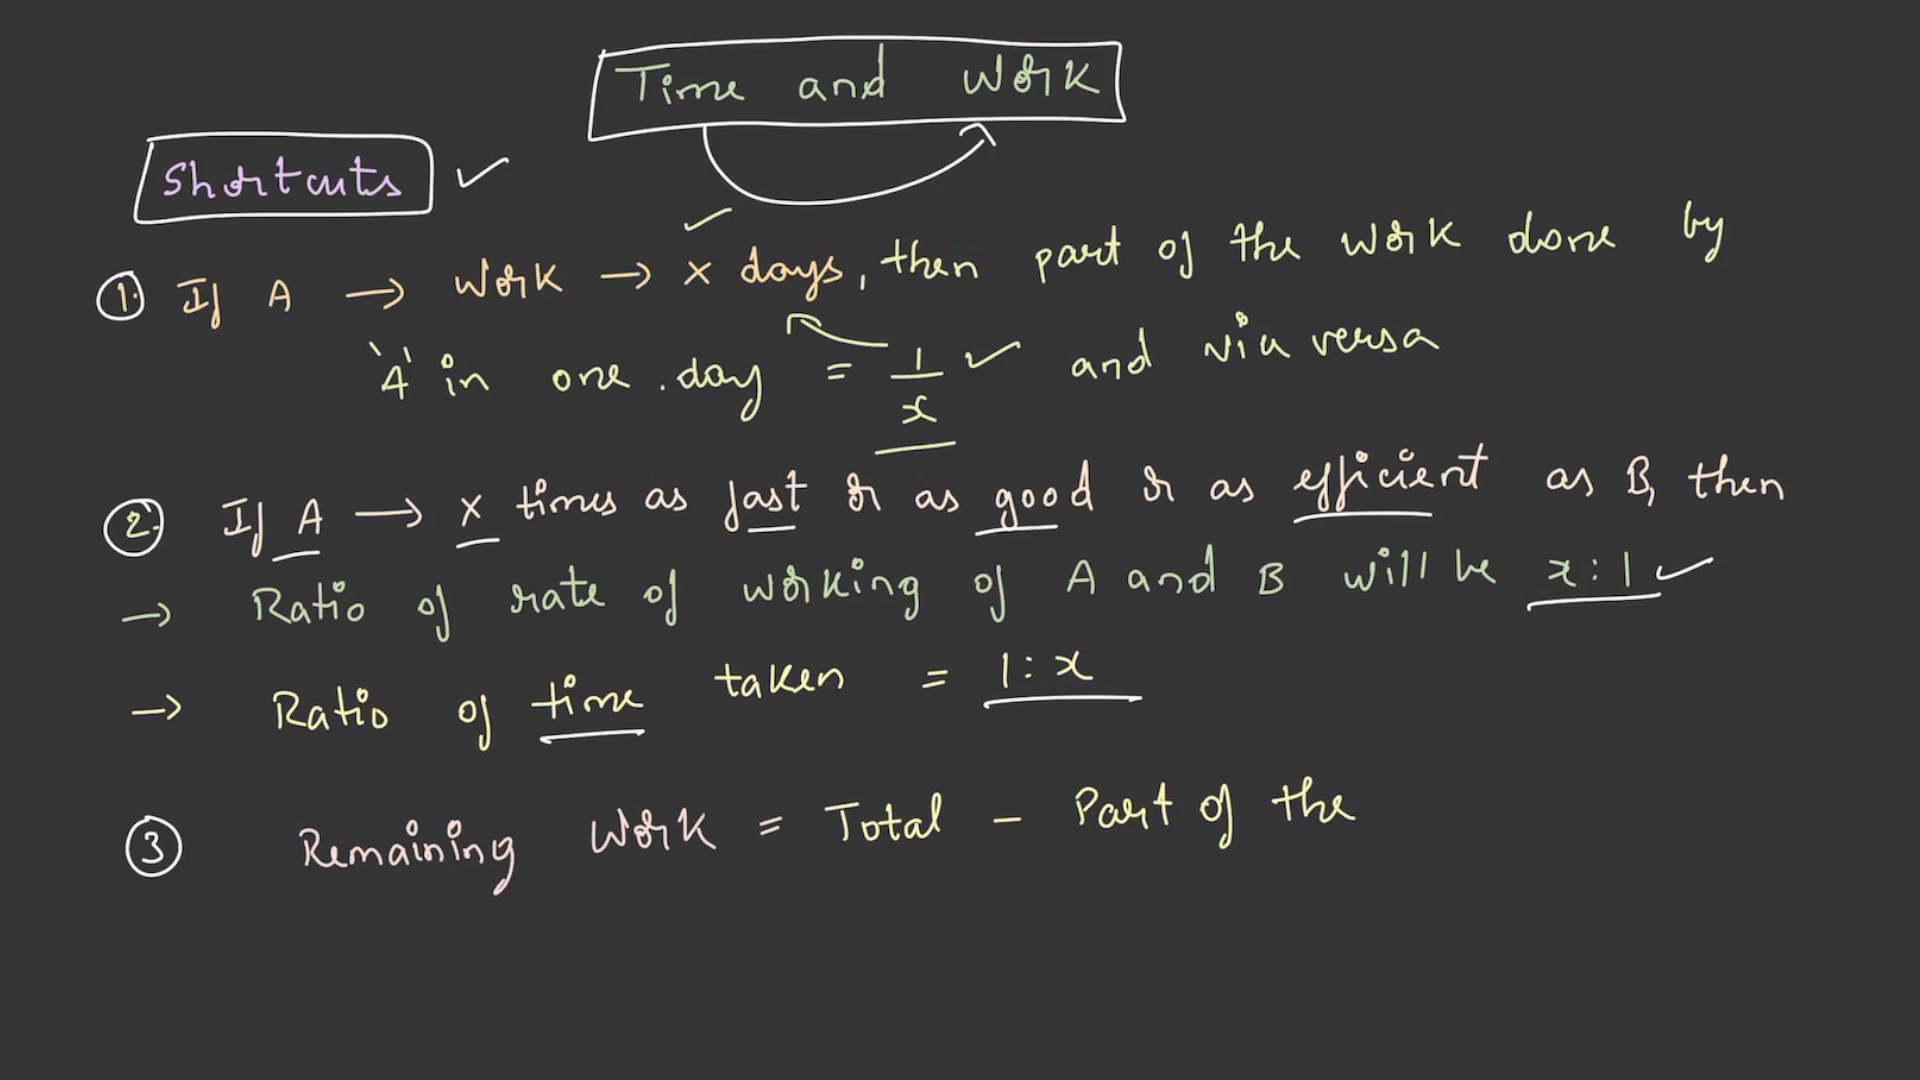 Time and Work
Shortcuts
1. If A → Work → x days, then part of the work done by
'A' in one day = 1/x and via versa
2. If A → x times as fast or as good or as efficient as B, then
→ Ratio of rate of working of A and B will be x : 1
→ Ratio of time taken = 1 : x
3 Remaining Work = Total - Part of the